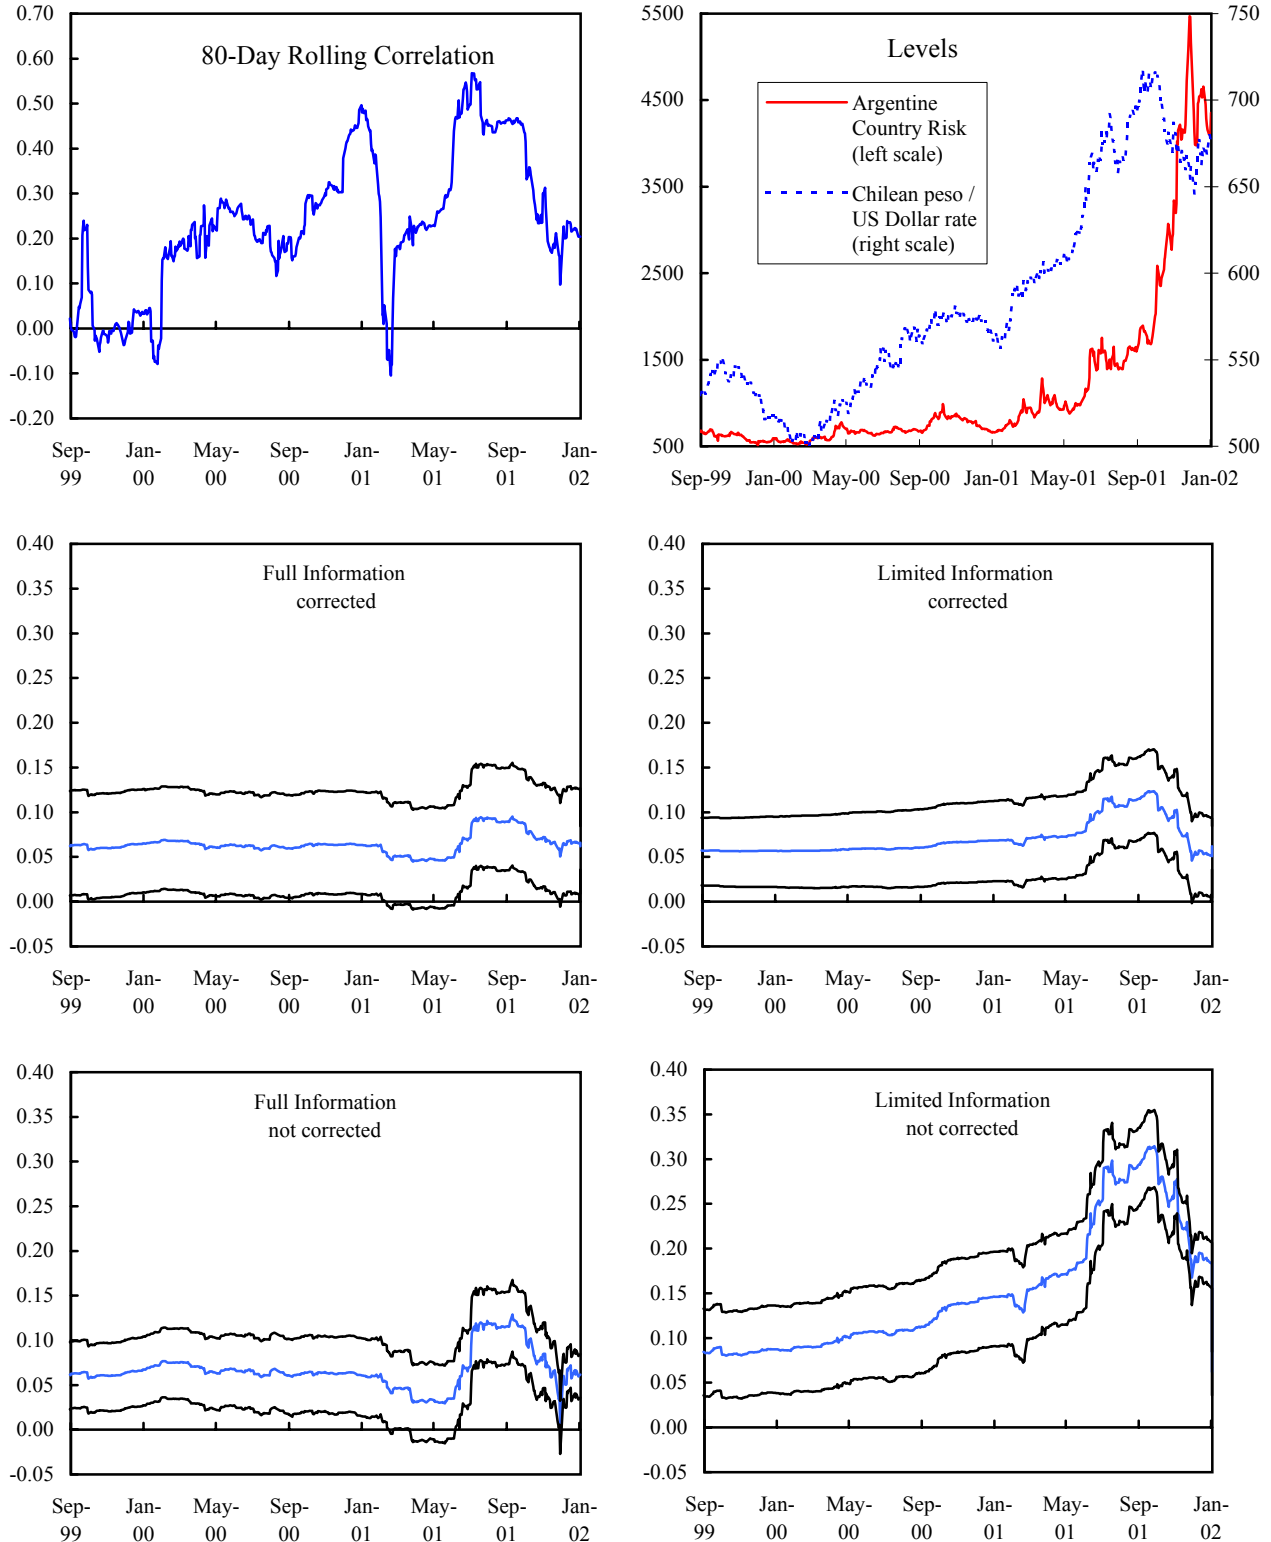 80-Day Rolling Correlation
0.70
0.60
0.50
0.40
0.30
0.20
0.10
0.00
-0.10
-0.20
Sep-99
Jan-00
May-00
Sep-00
Jan-01
May-01
Sep-01
Jan-02
Levels
5500
4500
3500
2500
1500
500
Argentine
Country Risk
(left scale)
Chilean peso /
US Dollar rate
(right scale)
750
700
650
600
550
500
Sep-99 Jan-00 May-00 Sep-00 Jan-01 May-01 Sep-01 Jan-02
Full Information
corrected
0.40
0.35
0.30
0.25
0.20
0.15
0.10
0.05
0.00
-0.05
Sep-99
Jan-00
May-00
Sep-00
Jan-01
May-01
Sep-01
Jan-02
Limited Information
corrected
0.40
0.35
0.30
0.25
0.20
0.15
0.10
0.05
0.00
-0.05
Sep-99
Jan-00
May-00
Sep-00
Jan-01
May-01
Sep-01
Jan-02
Full Information
not corrected
0.40
0.35
0.30
0.25
0.20
0.15
0.10
0.05
0.00
-0.05
Sep-99
Jan-00
May-00
Sep-00
Jan-01
May-01
Sep-01
Jan-02
Limited Information
not corrected
0.40
0.35
0.30
0.25
0.20
0.15
0.10
0.05
0.00
-0.05
Sep-99
Jan-00
May-00
Sep-00
Jan-01
May-01
Sep-01
Jan-02